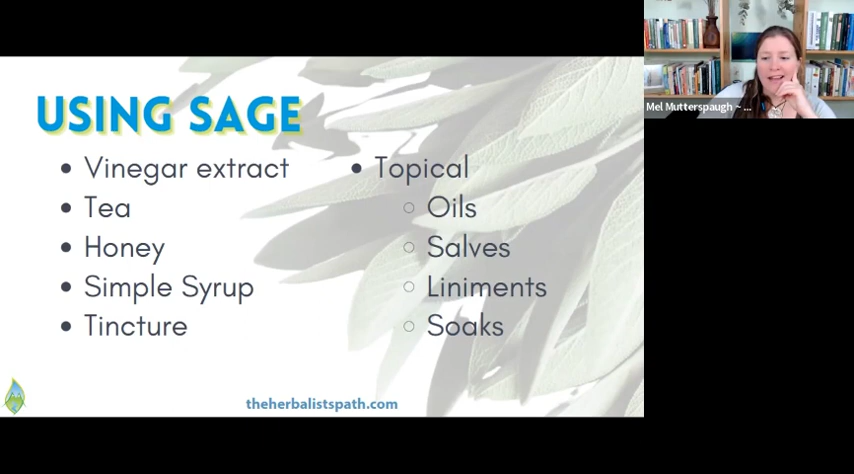 Mel Mutterspaugh ~ ...
USING SAGE
Vinegar extract
Tea
Honey
Simple Syrup
Tincture
Topical
Oils
Salves
Liniments
Soaks
theherbalistspath.com